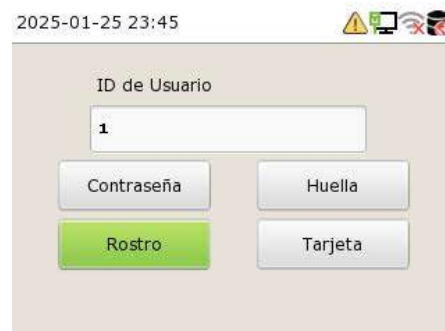 2025-01-25 23:45
ID de Usuario
1
Contraseña
Huella
Rostro
Tarjeta